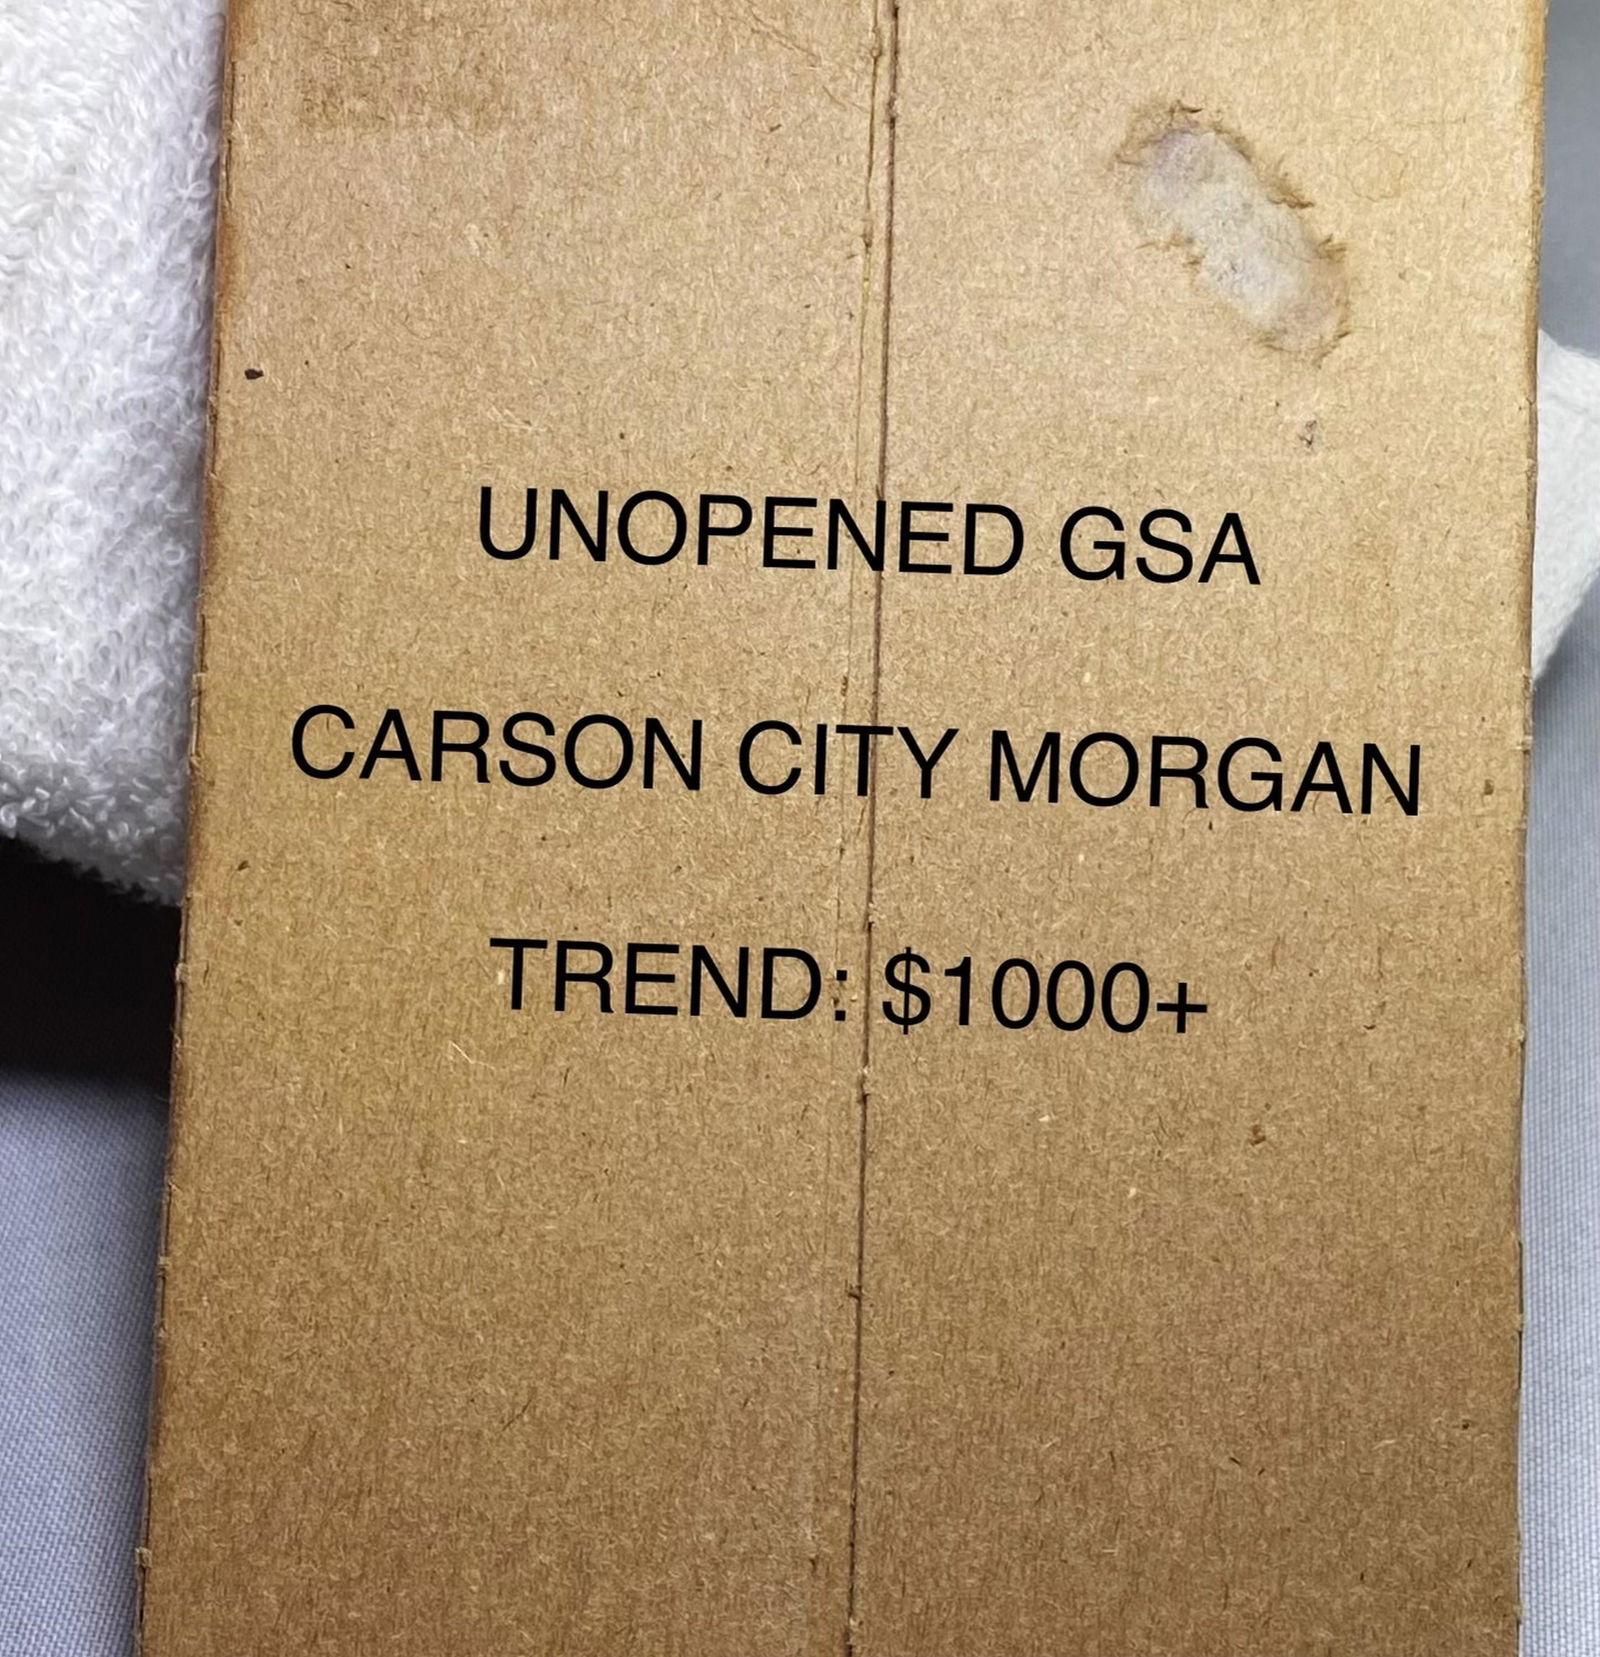 UNOPENED GSA
CARSON CITY MORGAN
TREND: $1000+